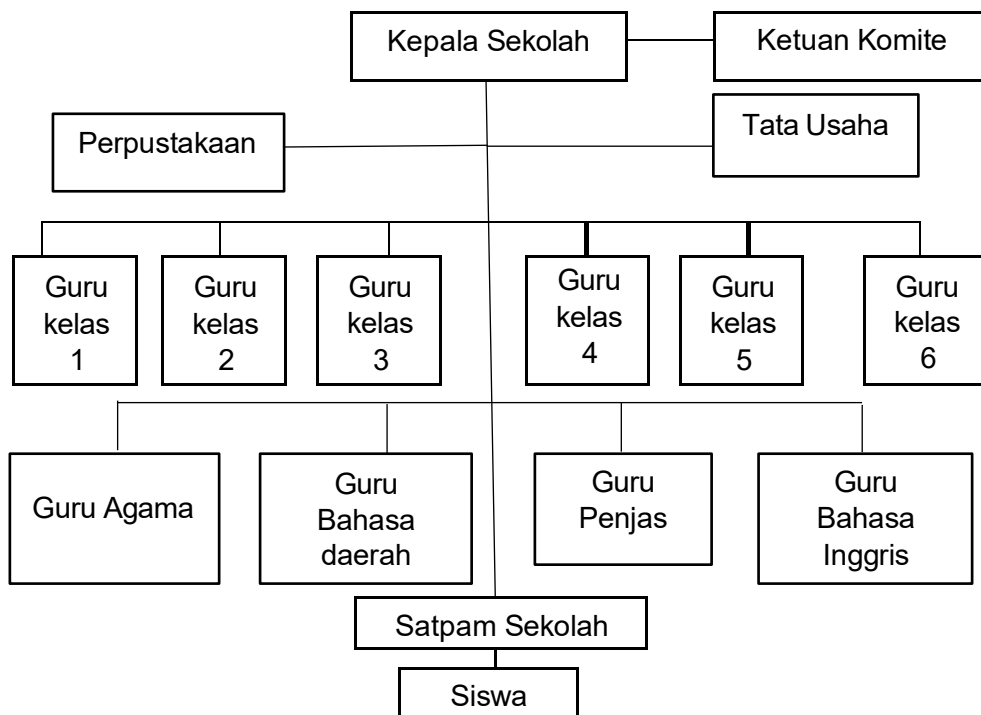 Kepala Sekolah
Ketuan Komite
Perpustakaan
Tata Usaha
Guru
kelas
1
Guru
kelas
2
Guru
kelas
3
Guru
kelas
4
Guru
kelas
5
Guru
kelas
6
Guru Agama
Guru
Bahasa
daerah
Guru
Penjas
Guru
Bahasa
Inggris
Satpam Sekolah
Siswa